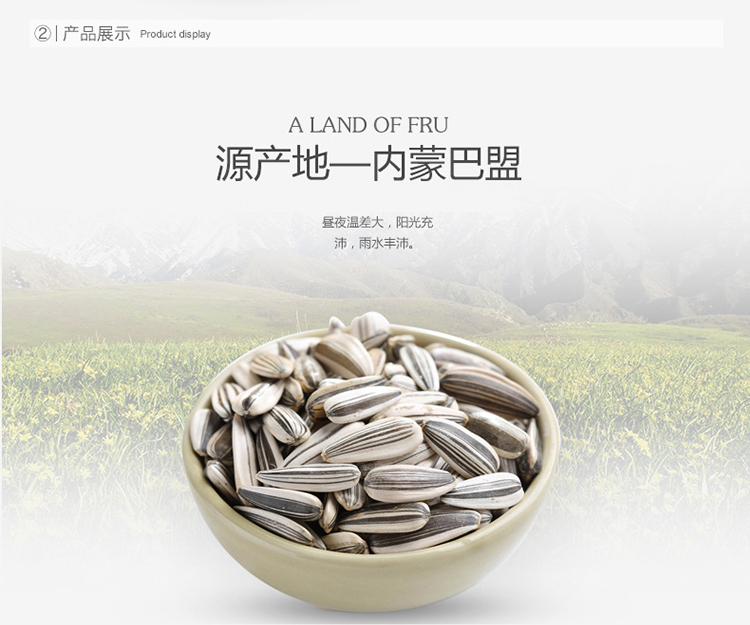 ② | 产品展示 Product display
A LAND OF FRU
源产地—内蒙巴盟
昼夜温差大，阳光充
沛，雨水丰沛。